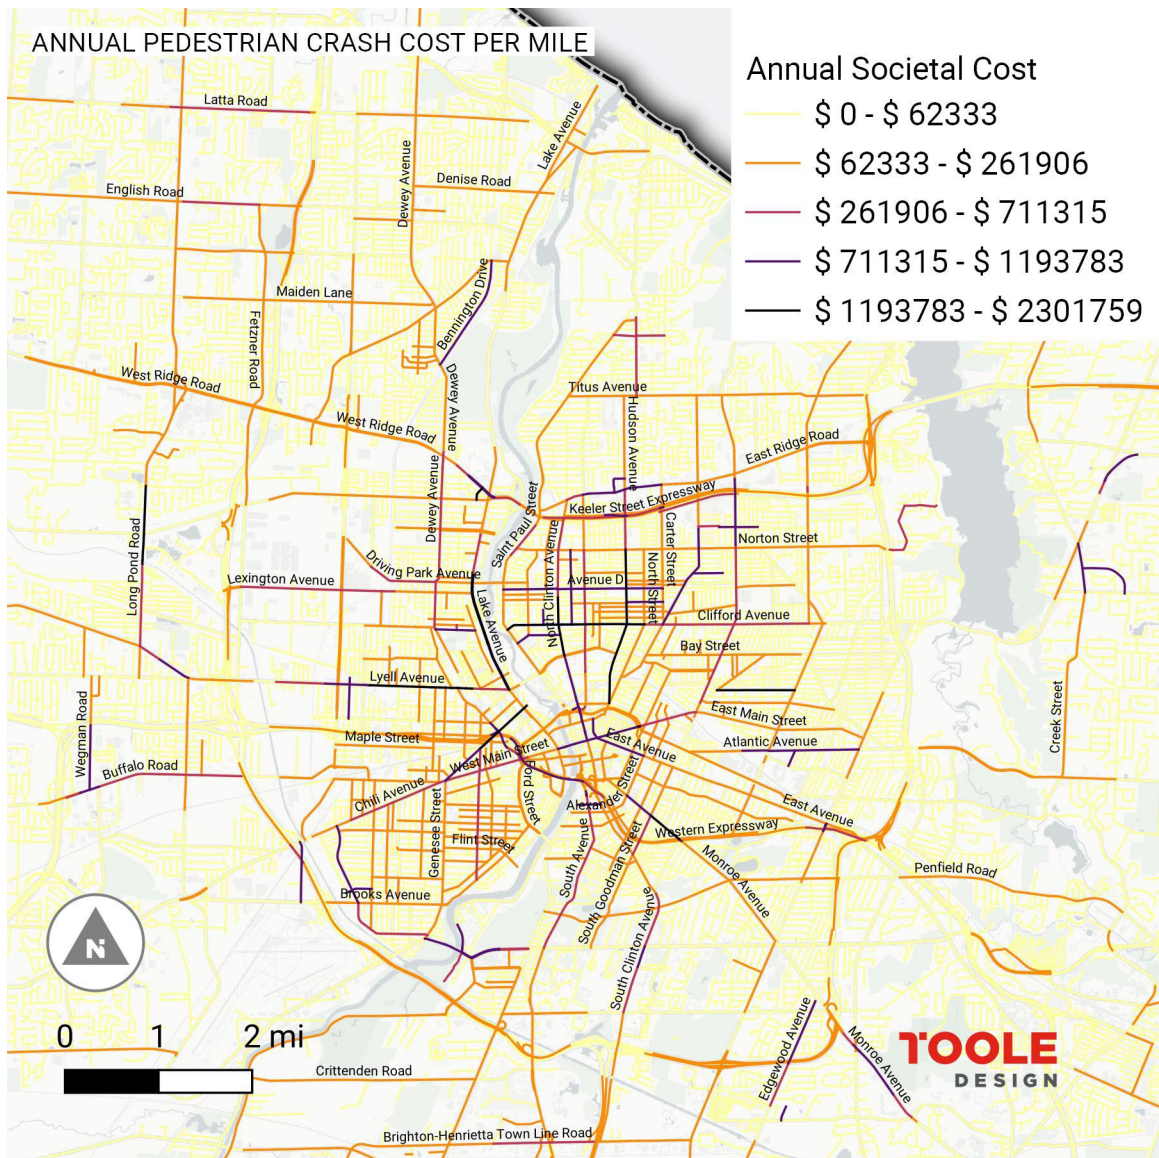 ANNUAL PEDESTRIAN CRASH COST PER MILE
Annual Societal Cost
$ 0 - $ 62333
$ 62333 - $ 261906
$ 261906 - $ 711315
$ 711315 - $ 1193783
$ 1193783 - $ 2301759
Latta Road
Lake Avenue
Dewey Avenue
Denise Road
English Road
Maiden Lane
Bennington Drive
Fetzner Road
West Ridge Road
Dewey Avenue
Titus Avenue
Hudson Avenue
West Ridge Road
East Ridge Road
Dewey Avenue
Keeler Street Expressway
Saint Paul Street
Long Pond Road
Carter Street
Norton Street
North Clinton Avenue
North Street
Driving Park Avenue
Lexington Avenue
Avenue D
Lake Avenue
Clifford Avenue
Bay Street
Lyell Avenue
Wegman Road
East Main Street
Creek Street
Maple Street
West Main Street
East Avenue
Atlantic Avenue
Buffalo Road
Chili Avenue
Ford Street
Alexander Street
East Avenue
Genesee Street
Flint Street
Western Expressway
South Avenue
South Goodman Street
Monroe Avenue
Penfield Road
Brooks Avenue
South Clinton Avenue
N
0 1 2 mi
Edgewood Avenue
Monroe Avenue
TOOLE
DESIGN
Crittenden Road
Brighton-Henrietta Town Line Road